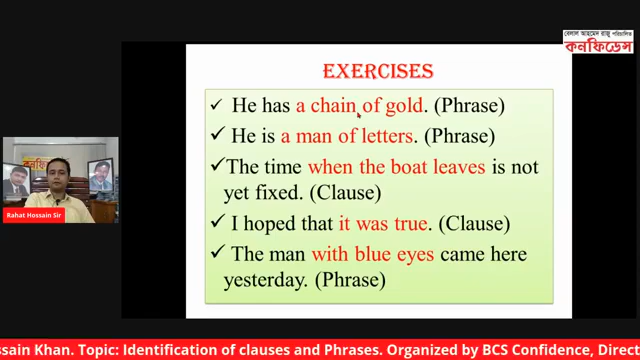 বেলাল আহমেদ রাজু পরিচালিত
কনফিডেন্স
EXERCISES
✓ He has a chain of gold. (Phrase)
✓ He is a man of letters. (Phrase)
✓ The time when the boat leaves is not
yet fixed. (Clause)
✓ I hoped that it was true. (Clause)
✓ The man with blue eyes came here
yesterday. (Phrase)
Rahat Hossain Sir
ssain Khan. Topic: Identification of clauses and Phrases. Organized by BCS Confidence, Direct